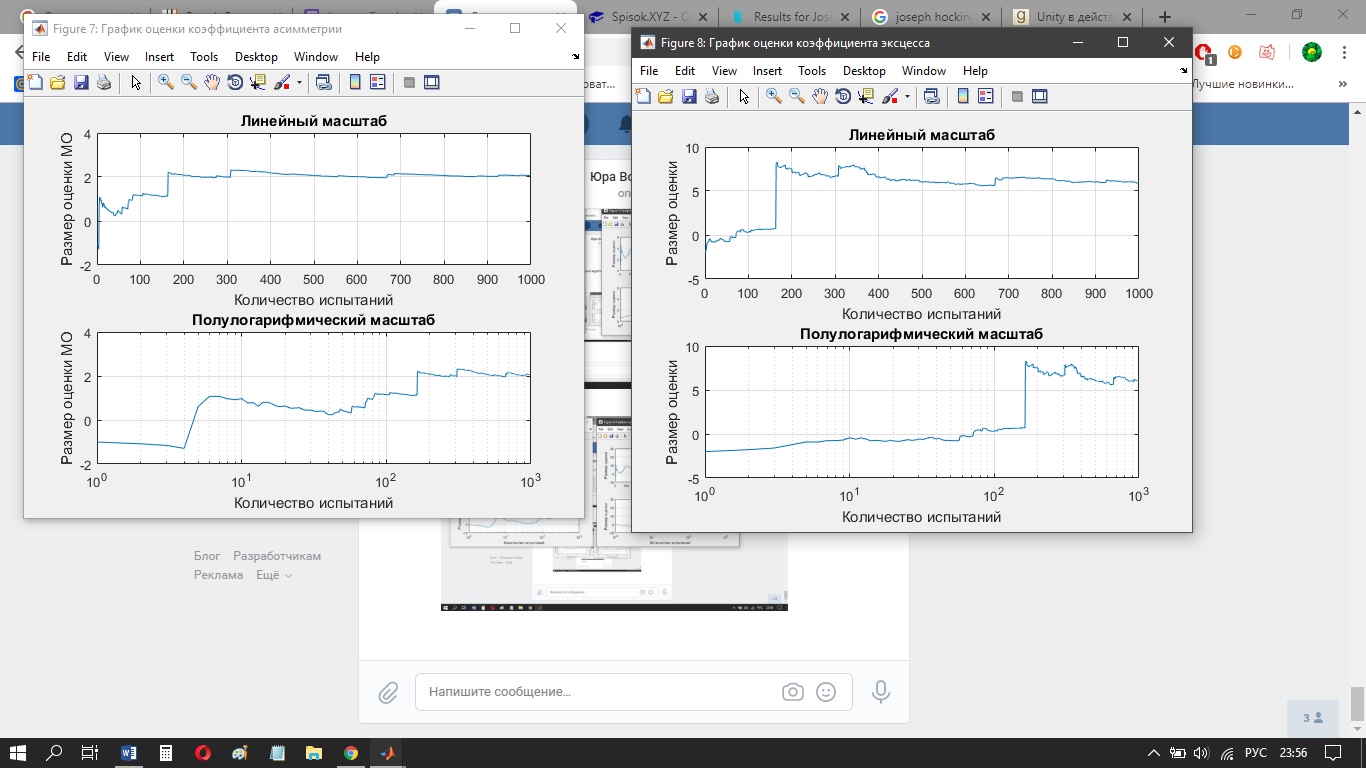 Spisok.XYZ - О
Results for Jos
joseph hocking
Unity в дейст
Figure 7: График оценки коэффициента асимметрии
File Edit View Insert Tools Desktop Window Help
Линейный масштаб
Размер оценки МО
4
2
0
-2
0 100 200 300 400 500 600 700 800 900 1000
Количество испытаний
Полулогарифмический масштаб
Размер оценки МО
4
2
0
-2
10^0 10^1 10^2 10^3
Количество испытаний
Figure 8: График оценки коэффициента эксцесса
File Edit View Insert Tools Desktop Window Help
Линейный масштаб
Размер оценки
10
5
0
-5
0 100 200 300 400 500 600 700 800 900 1000
Количество испытаний
Полулогарифмический масштаб
Размер оценки
10
5
0
-5
10^0 10^1 10^2 10^3
Количество испытаний
1
Лучшие новинки...
»
Юра Во
on
Блог Разработчикам
Реклама Ещё
Напишите сообщение...
3
РУС 23:56